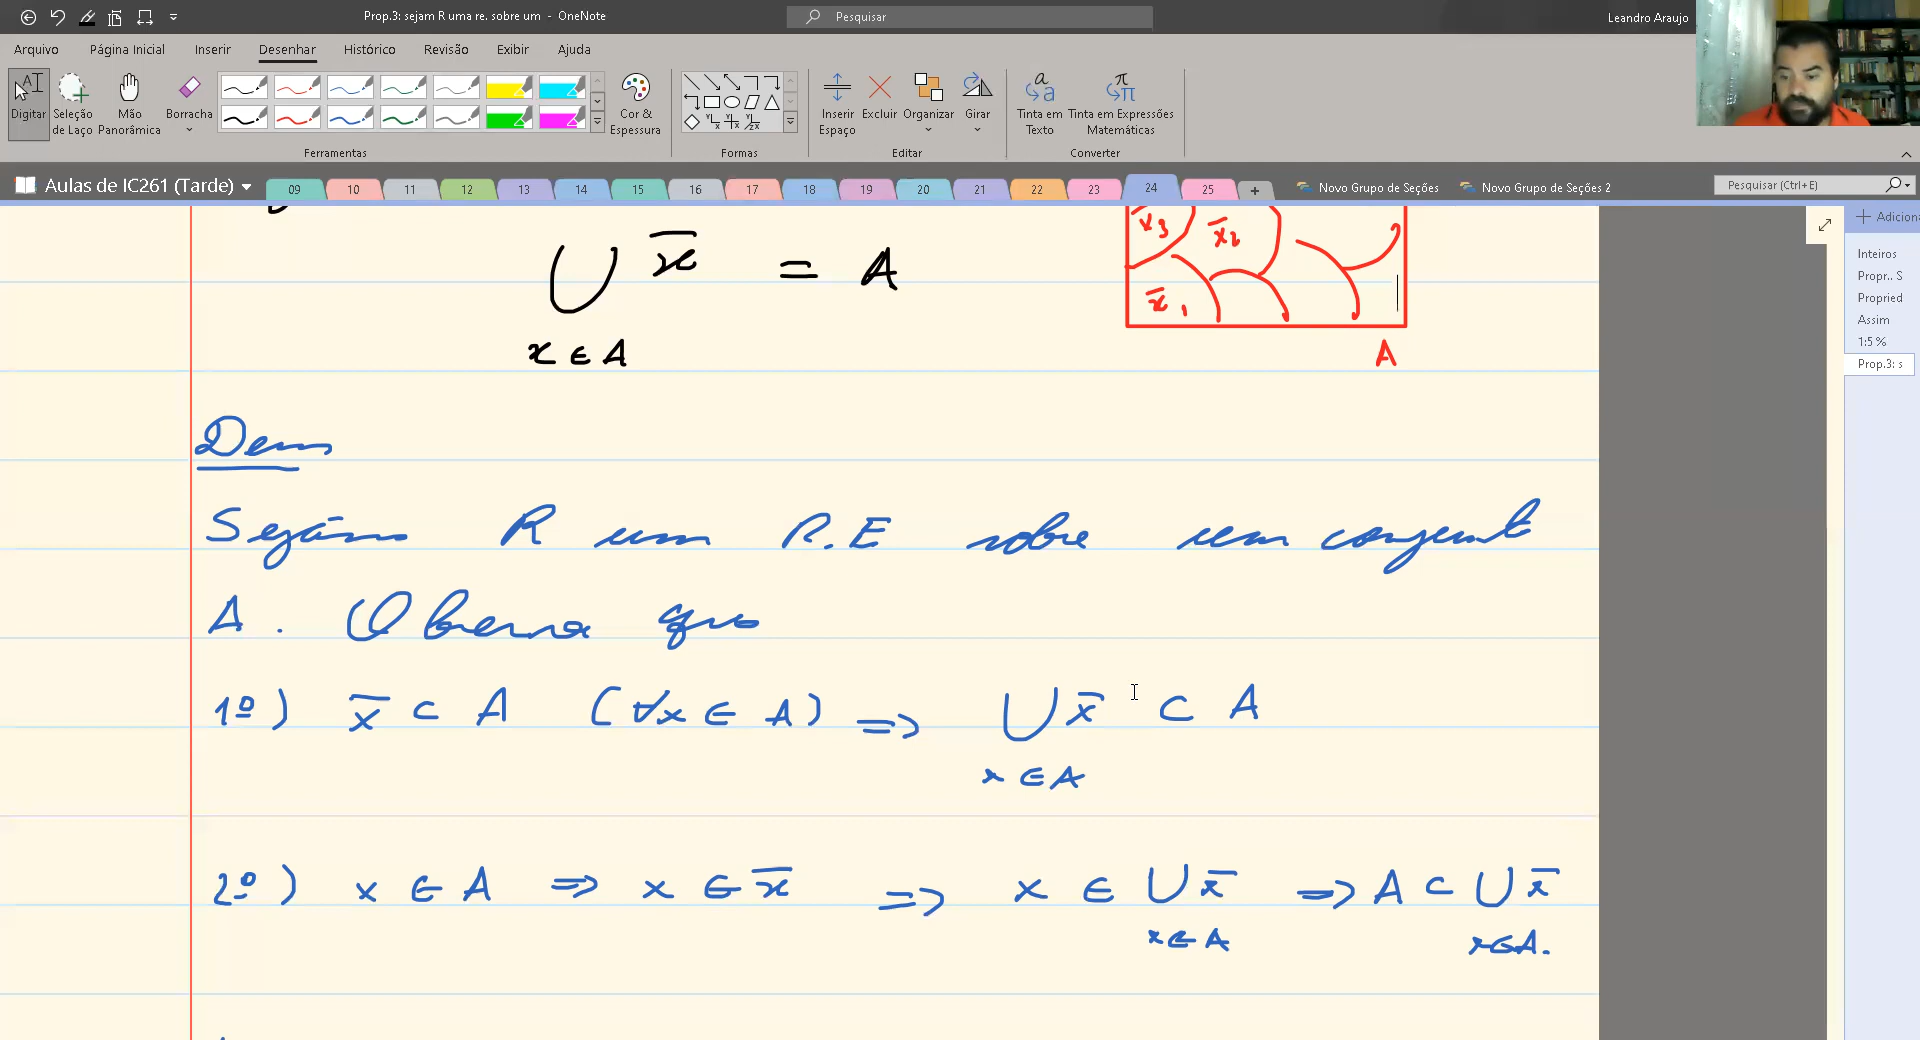 Prop.3: sejam R uma re. sobre um - OneNote
Pesquisar
Leandro Araujo
Arquivo Página Inicial Inserir Desenhar Histórico Revisão Exibir Ajuda
Digitar Seleção de Laço Mão Panorâmica Borracha Cor & Espessura Inserir Espaço Excluir Organizar Girar Tinta em Texto Tinta em Expressões Matemáticas
Ferramentas Formas Editar Converter
Aulas de IC261 (Tarde) 09 10 11 12 13 14 15 16 17 18 19 20 21 22 23 24 25 + Novo Grupo de Seções Novo Grupo de Seções 2 Pesquisar (Ctrl+E)
Adiciona
Inteiros
Propr.. S
Propried
Assim
1:5 %
Prop.3: s
x̅₃ x̅₂
⋃ x̅ = A
x̅₁
x ∈ A
A
Dem
Sejam R um R.E sobre um conjunto
A. Observa que
1º) x̅ ⊂ A (∀x ∈ A) => ⋃ x̅ ⊂ A
x ∈ A
2º) x ∈ A => x ∈ x̅ => x ∈ ⋃ x̅ => A ⊂ ⋃ x̅
x∈A x∈A.